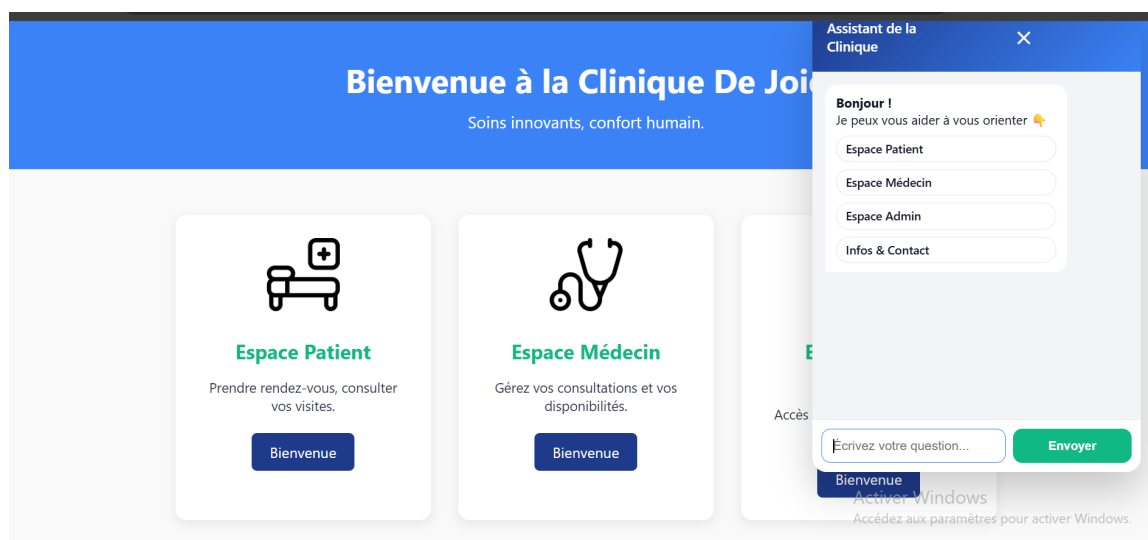 Bienvenue à la Clinique De Joi
Soins innovants, confort humain.
Espace Patient
Prendre rendez-vous, consulter
vos visites.
Bienvenue
Espace Médecin
Gérez vos consultations et vos
disponibilités.
Bienvenue
E
Accès
Bienvenue
Assistant de la
Clinique
Bonjour !
Je peux vous aider à vous orienter 👇
Espace Patient
Espace Médecin
Espace Admin
Infos & Contact
Écrivez votre question...
Envoyer
Activer Windows
Accédez aux paramètres pour activer Windows.